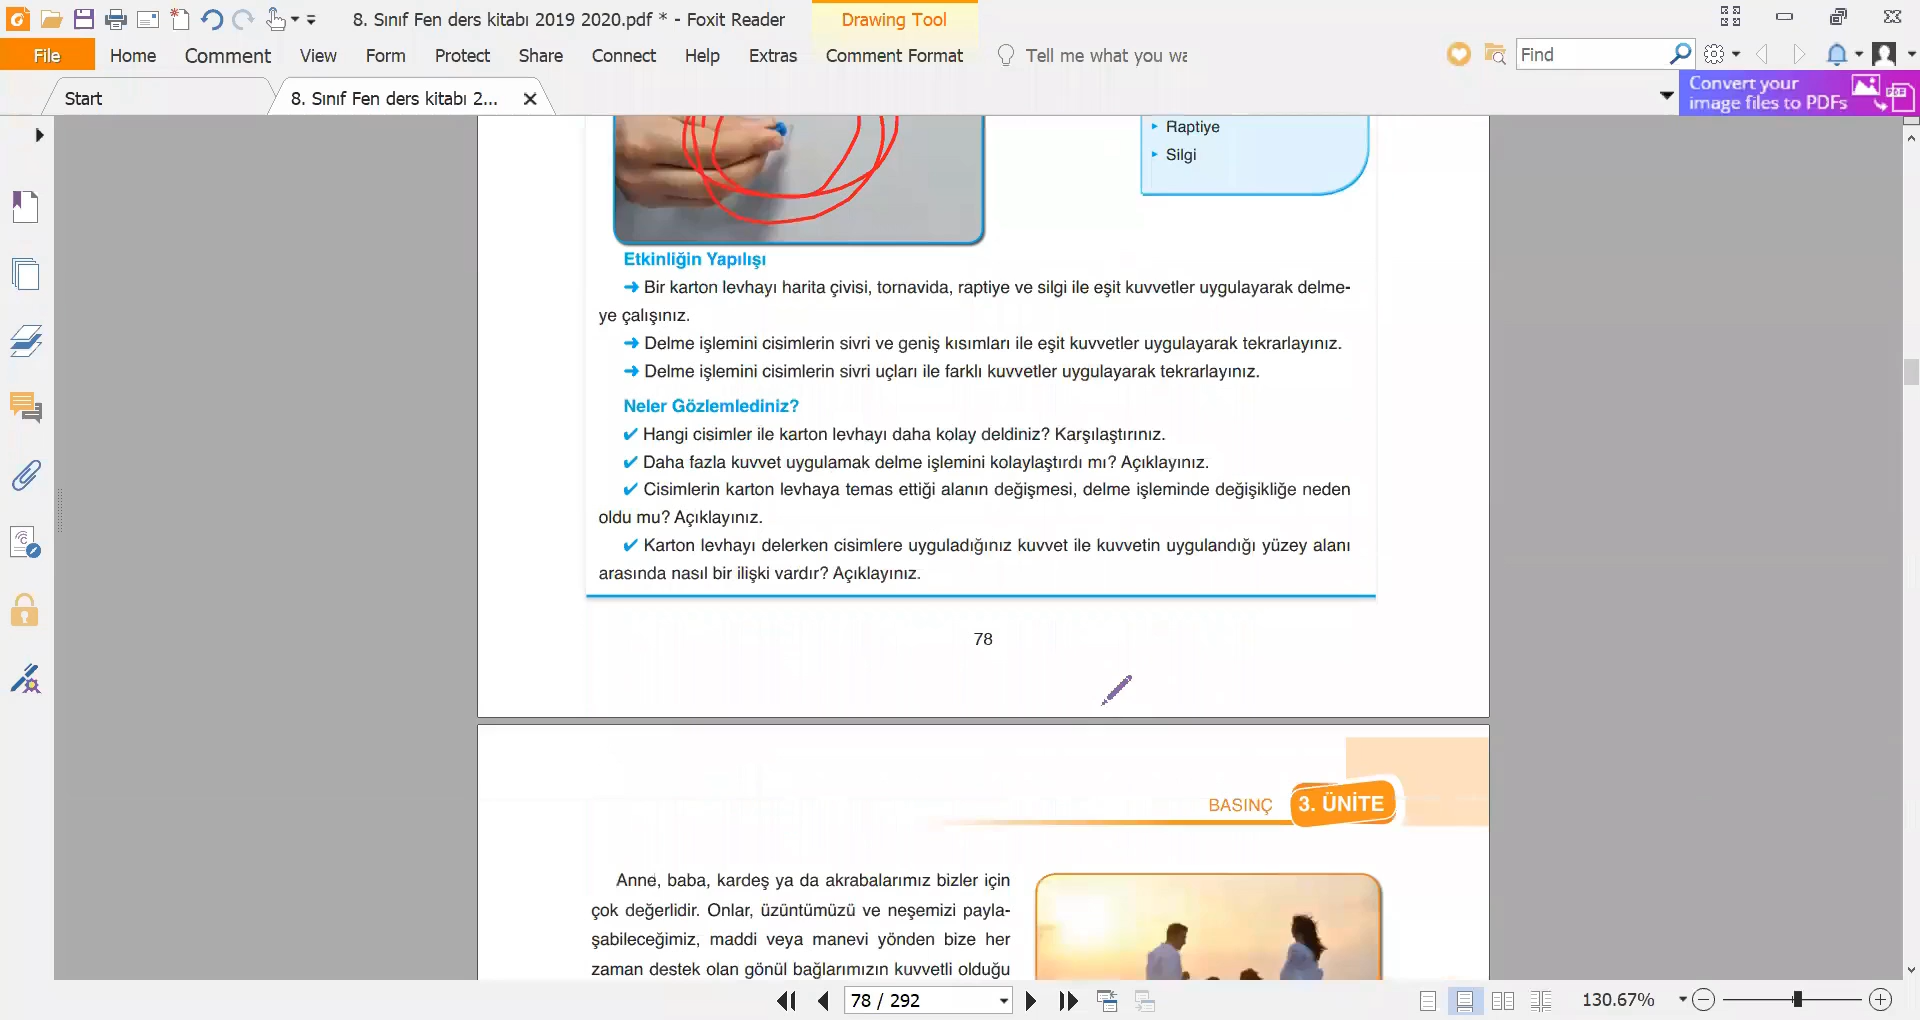 8. Sınıf Fen ders kitabı 2019 2020.pdf * - Foxit Reader
Drawing Tool
File
Home
Comment
View
Form
Protect
Share
Connect
Help
Extras
Comment Format
Tell me what you wa
Find
Start
8. Sınıf Fen ders kitabı 2...
Convert your
image files to PDFs
Raptiye
Silgi
Etkinliğin Yapılışı
Bir karton levhayı harita çivisi, tornavida, raptiye ve silgi ile eşit kuvvetler uygulayarak delme-
ye çalışınız.
Delme işlemini cisimlerin sivri ve geniş kısımları ile eşit kuvvetler uygulayarak tekrarlayınız.
Delme işlemini cisimlerin sivri uçları ile farklı kuvvetler uygulayarak tekrarlayınız.
Neler Gözlemlediniz?
Hangi cisimler ile karton levhayı daha kolay deldiniz? Karşılaştırınız.
Daha fazla kuvvet uygulamak delme işlemini kolaylaştırdı mı? Açıklayınız.
Cisimlerin karton levhaya temas ettiği alanın değişmesi, delme işleminde değişikliğe neden
oldu mu? Açıklayınız.
Karton levhayı delerken cisimlere uyguladığınız kuvvet ile kuvvetin uygulandığı yüzey alanı
arasında nasıl bir ilişki vardır? Açıklayınız.
78
BASINÇ
3. ÜNİTE
Anne, baba, kardeş ya da akrabalarımız bizler için
çok değerlidir. Onlar, üzüntümüzü ve neşemizi payla-
şabileceğimiz, maddi veya manevi yönden bize her
zaman destek olan gönül bağlarımızın kuvvetli olduğu
78 / 292
130.67%